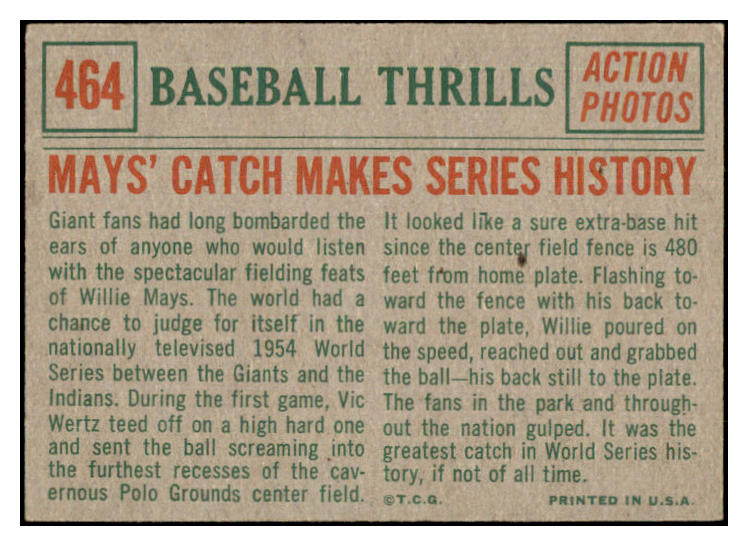 464
BASEBALL THRILLS
ACTION
PHOTOS
MAYS' CATCH MAKES SERIES HISTORY
Giant fans had long bombarded the
ears of anyone who would listen
with the spectacular fielding feats
of Willie Mays. The world had a
chance to judge for itself in the
nationally televised 1954 World
Series between the Giants and the
Indians. During the first game, Vic
Wertz teed off on a high hard one
and sent the ball screaming into
the furthest recesses of the cav-
ernous Polo Grounds center field.
It looked like a sure extra-base hit
since the center field fence is 480
feet from home plate. Flashing to-
ward the fence with his back to-
ward the plate, Willie poured on
the speed, reached out and grabbed
the ball—his back still to the plate.
The fans in the park and through-
out the nation gulped. It was the
greatest catch in World Series his-
tory, if not of all time.
©T.C.G.
PRINTED IN U.S.A.